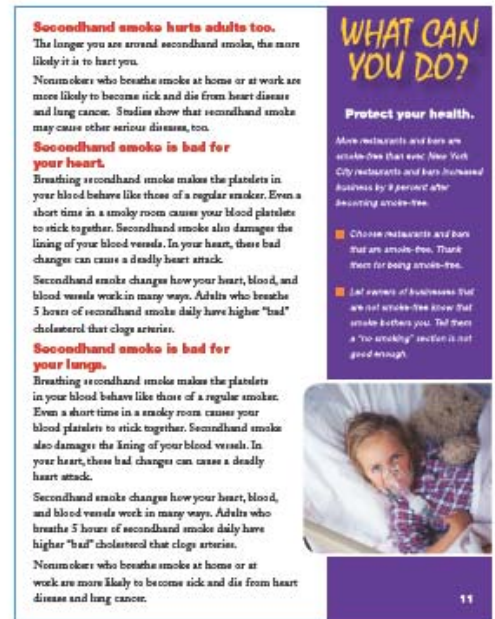 Secondhand smoke hurts adults too.
The longer you are around secondhand smoke, the more
likely it is to hurt you.
Nonsmokers who breathe smoke at home or at work are
more likely to become sick and die from heart disease
and lung cancer. Studies show that secondhand smoke
may cause other serious diseases, too.
Secondhand smoke is bad for
your heart.
Breathing secondhand smoke makes the platelets in
your blood behave like those of a regular smoker. Even a
short time in a smoky room causes your blood platelets
to stick together. Secondhand smoke also damages the
lining of your blood vessels. In your heart, these bad
changes can cause a deadly heart attack.
Secondhand smoke changes how your heart, blood, and
blood vessels work in many ways. Adults who breathe
5 hours of secondhand smoke daily have higher "bad"
cholesterol that clogs arteries.
Secondhand smoke is bad for
your lungs.
Breathing secondhand smoke makes the platelets
in your blood behave like those of a regular smoker.
Even a short time in a smoky room causes your
blood platelets to stick together. Secondhand smoke
also damages the lining of your blood vessels. In
your heart, these bad changes can cause a deadly
heart attack.
Secondhand smoke changes how your heart, blood,
and blood vessels work in many ways. Adults who
breathe 5 hours of secondhand smoke daily have
higher "bad" cholesterol that clogs arteries.
Nonsmokers who breathe smoke at home or at
work are more likely to become sick and die from heart
disease and lung cancer.
WHAT CAN
YOU DO?
Protect your health.
More restaurants and bars are
smoke-free than ever. New York
City restaurants and bars increased
business by 9 percent after
becoming smoke-free.
Choose restaurants and bars
that are smoke-free. Thank
them for being smoke-free.
Let owners of businesses that
are not smoke-free know that
smoke bothers you. Tell them
a "no smoking" section is not
good enough.
11